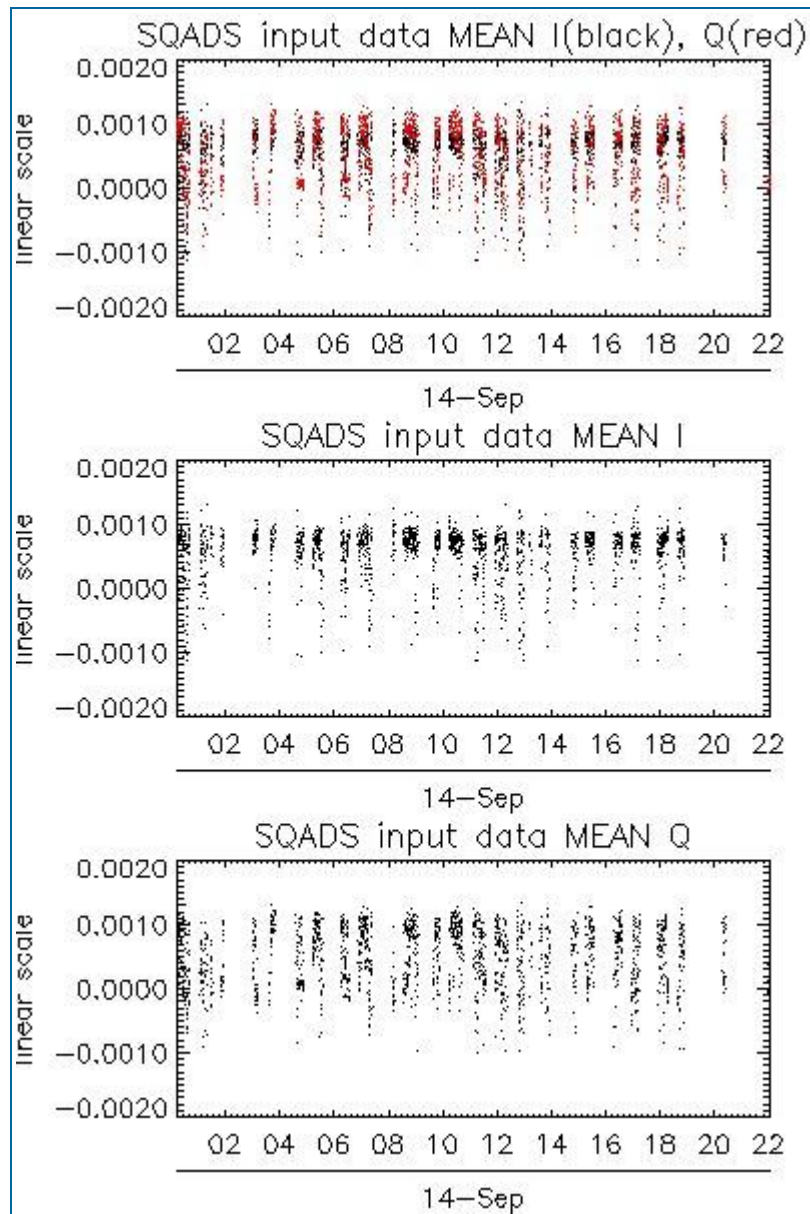 SQADS input data MEAN I(black), Q(red)
0.0020
0.0010
0.0000
−0.0010
−0.0020
linear scale
02 04 06 08 10 12 14 16 18 20 22
14−Sep
SQADS input data MEAN I
0.0020
0.0010
0.0000
−0.0010
−0.0020
linear scale
02 04 06 08 10 12 14 16 18 20 22
14−Sep
SQADS input data MEAN Q
0.0020
0.0010
0.0000
−0.0010
−0.0020
linear scale
02 04 06 08 10 12 14 16 18 20 22
14−Sep